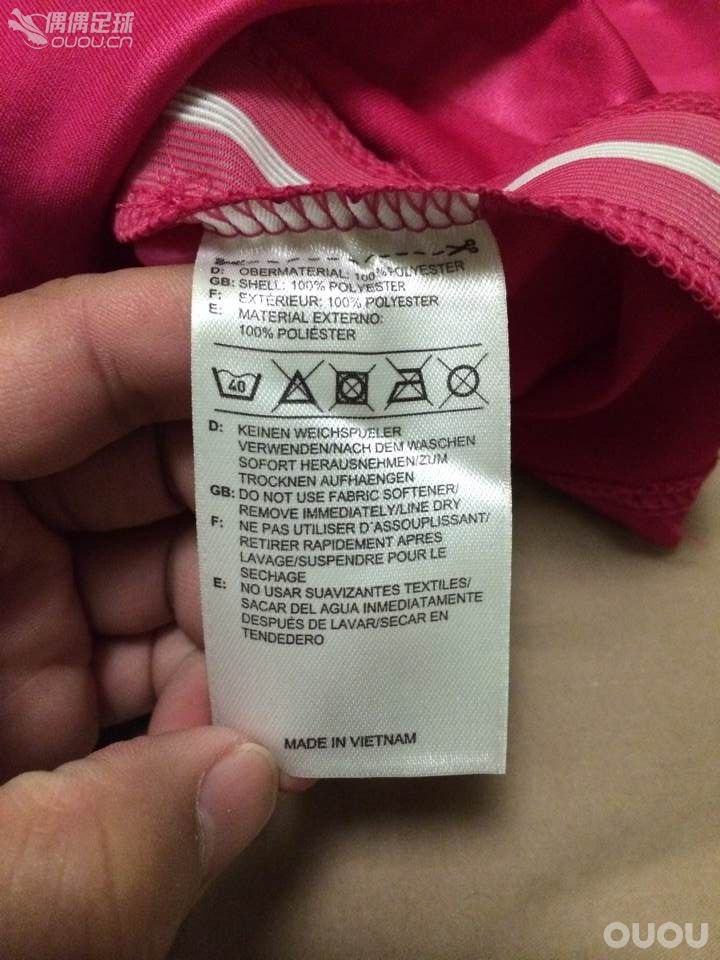 偶偶足球
OUOU.CN
D: OBERMATERIAL: 100% POLYESTER
GB: SHELL: 100% POLYESTER
F: EXTÉRIEUR: 100% POLYESTER
E: MATERIAL EXTERNO:
100% POLIÉSTER
40
D: KEINEN WEICHSPUELER
VERWENDEN/NACH DEM WASCHEN
SOFORT HERAUSNEHMEN/ZUM
TROCKNEN AUFHAENGEN
GB: DO NOT USE FABRIC SOFTENER/
REMOVE IMMEDIATELY/LINE DRY
F: NE PAS UTILISER D´ASSOUPLISSANT/
RETIRER RAPIDEMENT APRES
LAVAGE/SUSPENDRE POUR LE
SECHAGE
E: NO USAR SUAVIZANTES TEXTILES/
SACAR DEL AGUA INMEDIATAMENTE
DESPUÉS DE LAVAR/SECAR EN
TENDEDERO
MADE IN VIETNAM
OUOU